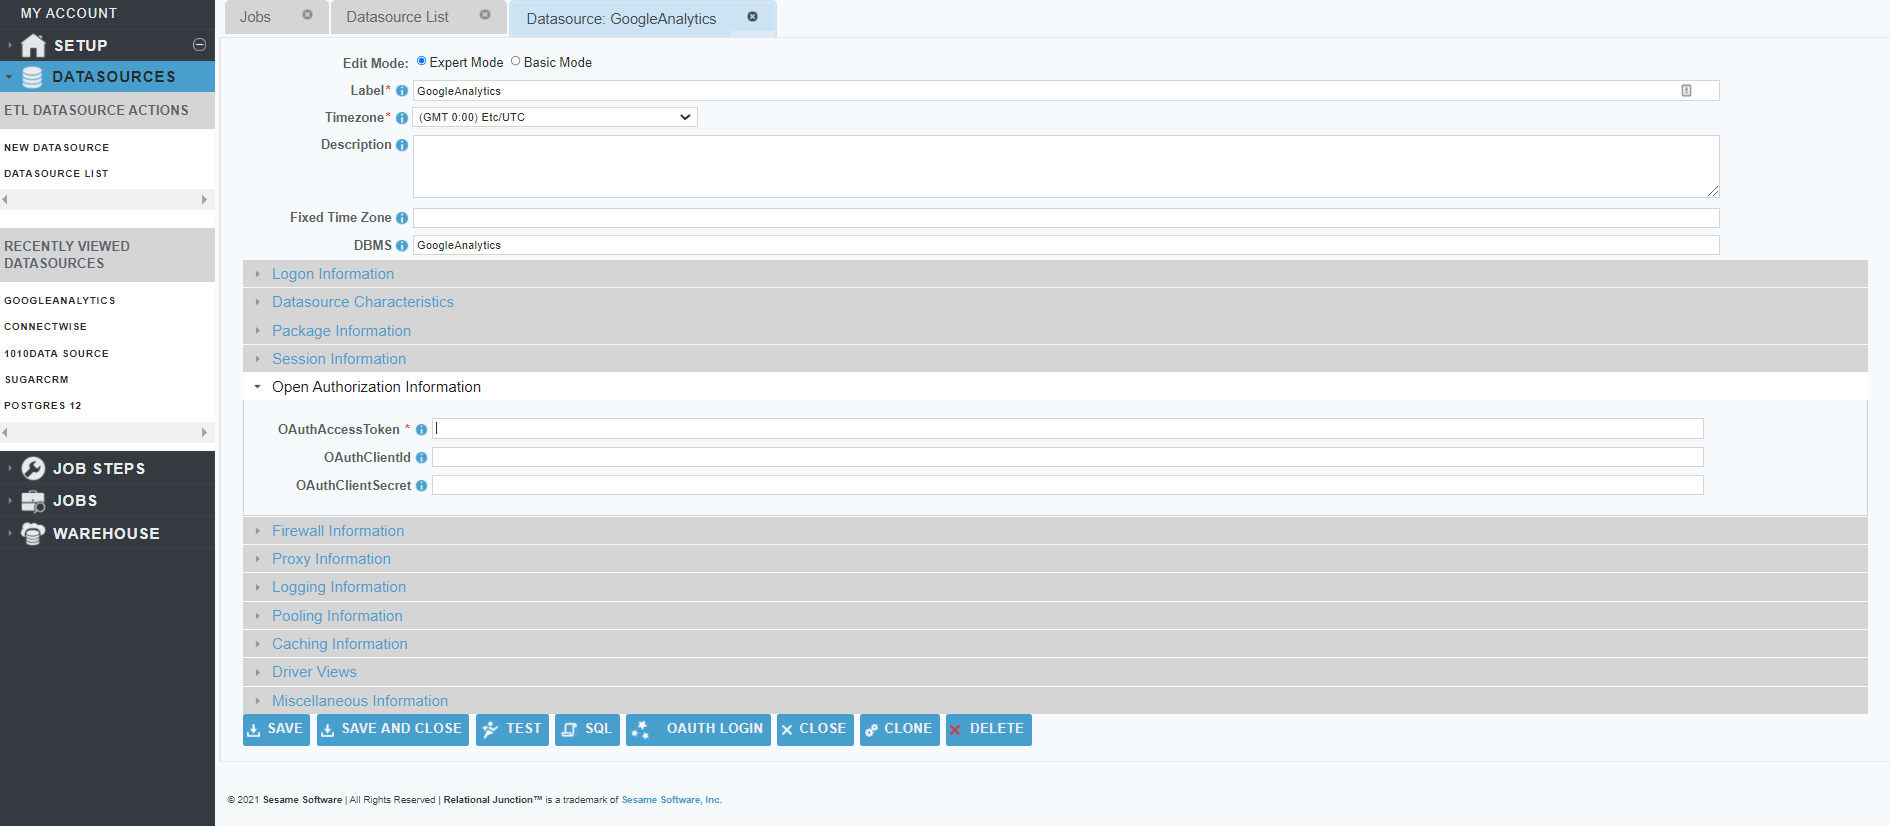 MY ACCOUNT
SETUP
DATASOURCES
ETL DATASOURCE ACTIONS
NEW DATASOURCE
DATASOURCE LIST
RECENTLY VIEWED
DATASOURCES
GOOGLEANALYTICS
CONNECTWISE
1010DATA SOURCE
SUGARCRM
POSTGRES 12
JOB STEPS
JOBS
WAREHOUSE
Jobs Datasource List Datasource: GoogleAnalytics
Edit Mode: Expert Mode Basic Mode
Label* GoogleAnalytics
Timezone* (GMT 0:00) Etc/UTC
Description
Fixed Time Zone
DBMS GoogleAnalytics
Logon Information
Datasource Characteristics
Package Information
Session Information
Open Authorization Information
OAuthAccessToken *
OAuthClientId
OAuthClientSecret
Firewall Information
Proxy Information
Logging Information
Pooling Information
Caching Information
Driver Views
Miscellaneous Information
SAVE SAVE AND CLOSE TEST SQL OAUTH LOGIN CLOSE CLONE DELETE
© 2021 Sesame Software | All Rights Reserved | Relational Junction™ is a trademark of Sesame Software, Inc.